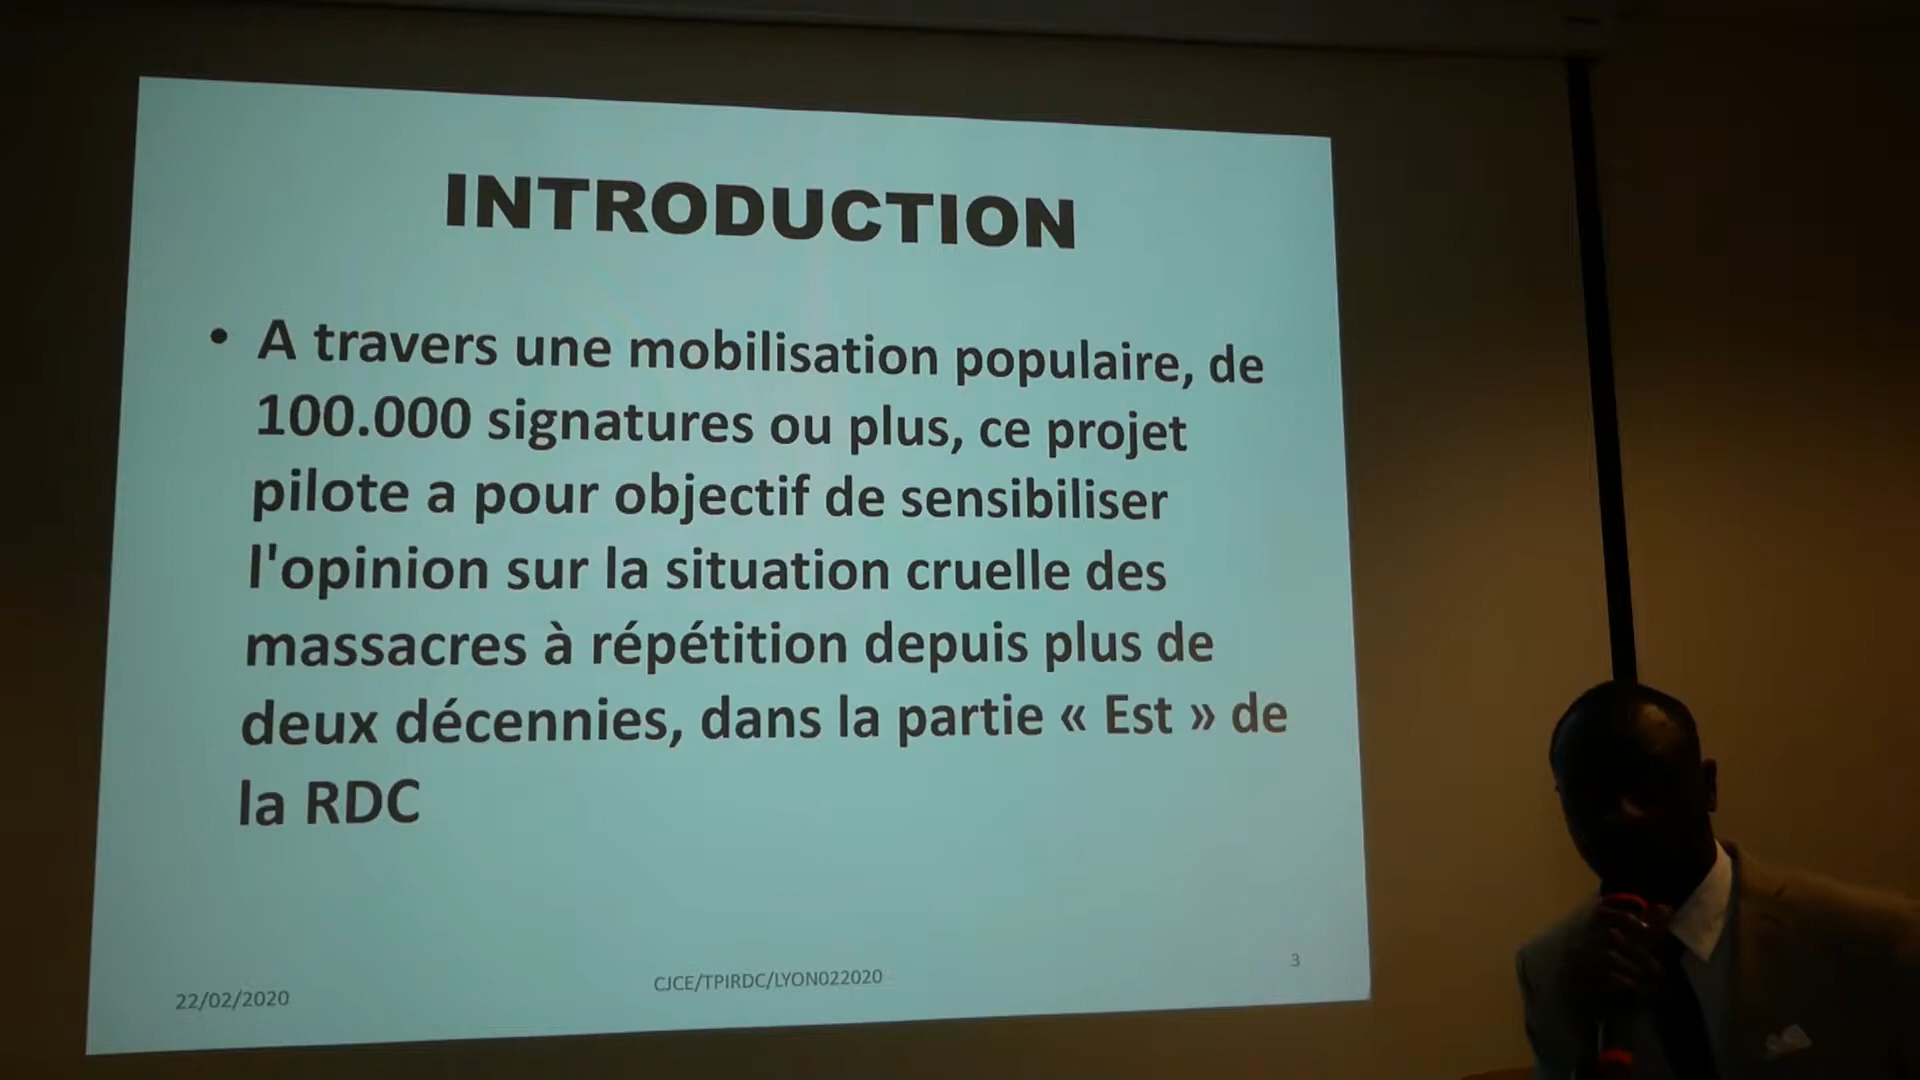 INTRODUCTION
• A travers une mobilisation populaire, de
100.000 signatures ou plus, ce projet
pilote a pour objectif de sensibiliser
l'opinion sur la situation cruelle des
massacres à répétition depuis plus de
deux décennies, dans la partie « Est » de
la RDC
22/02/2020
CJCE/TPIRDC/LYON022020
3